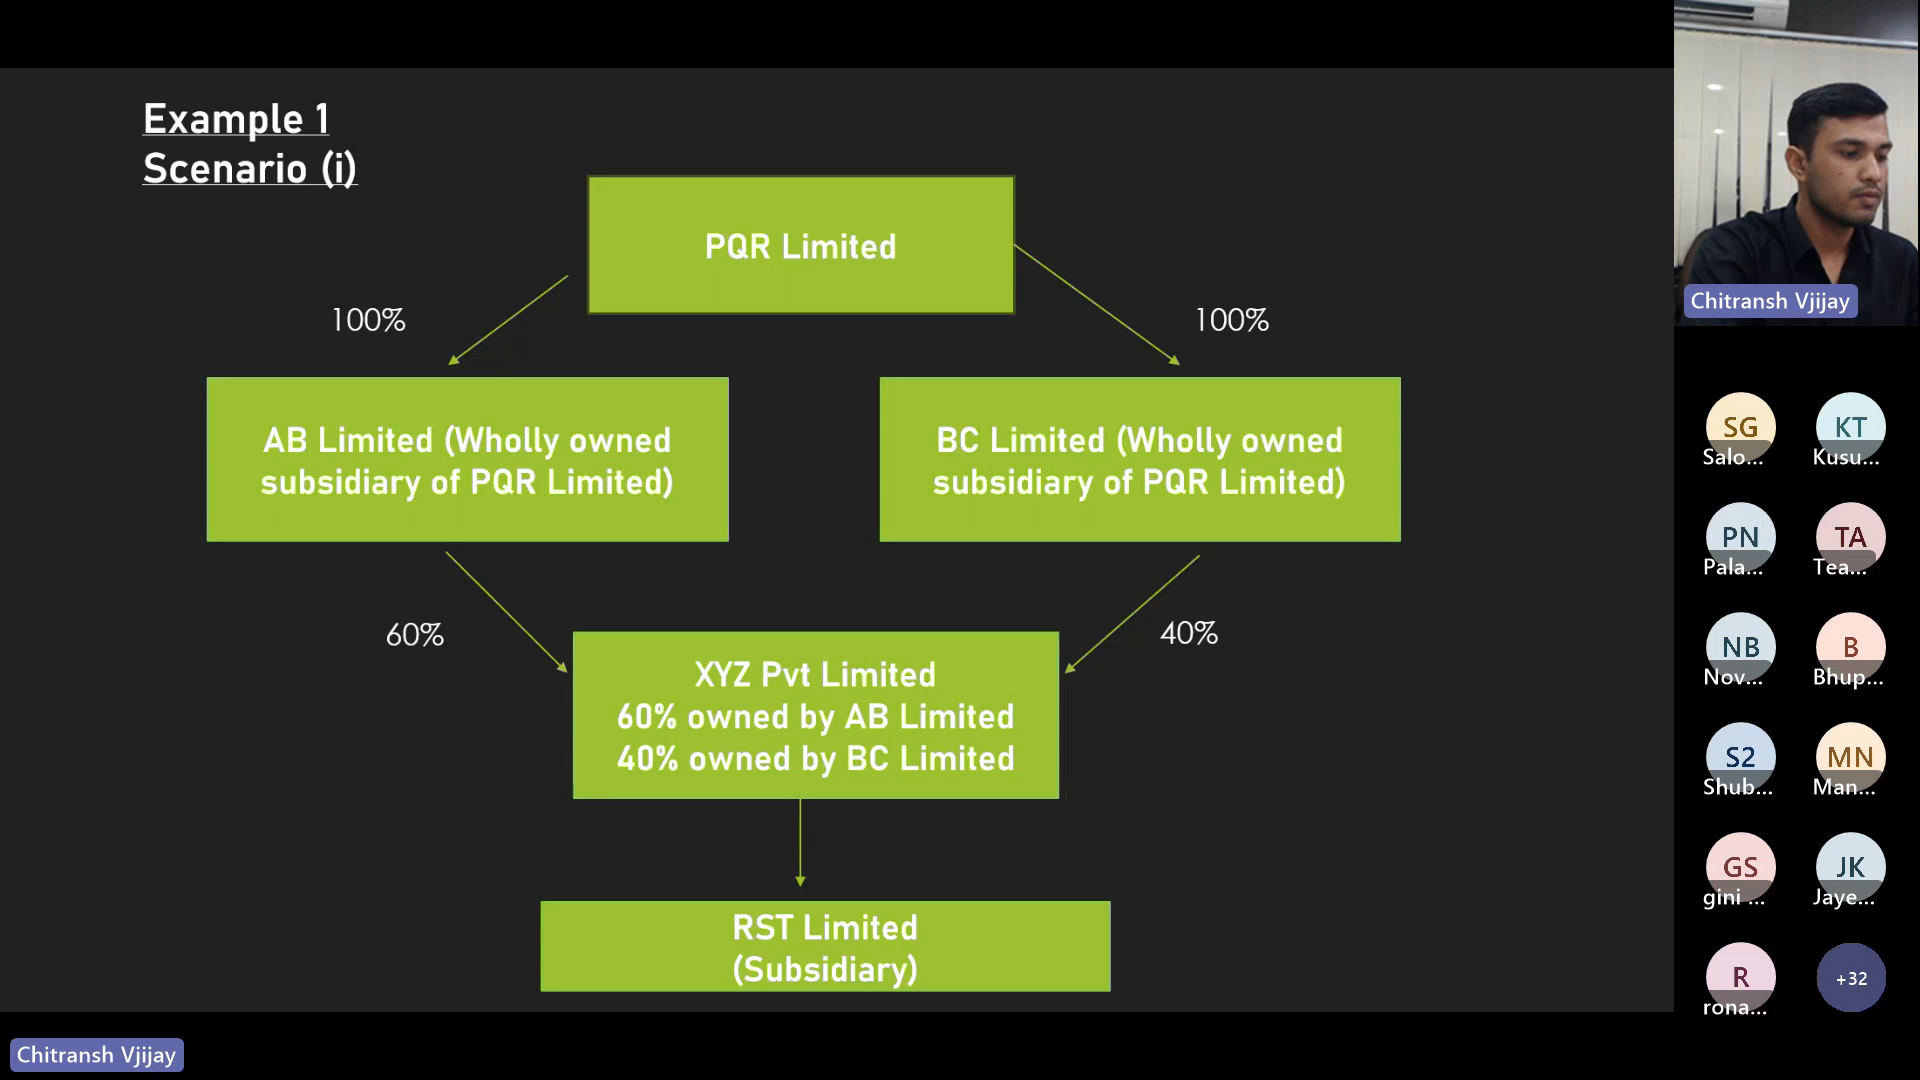 Example 1
Scenario (i)
PQR Limited
100%
100%
AB Limited (Wholly owned
subsidiary of PQR Limited)
BC Limited (Wholly owned
subsidiary of PQR Limited)
60%
40%
XYZ Pvt Limited
60% owned by AB Limited
40% owned by BC Limited
RST Limited
(Subsidiary)
Chitransh Vjijay
SG
Salo...
KT
Kusu...
PN
Pala...
TA
Tea...
NB
Nov...
B
Bhup...
S2
Shub...
MN
Man...
GS
gini ...
JK
Jaye...
R
rona...
+32
Chitransh Vjijay